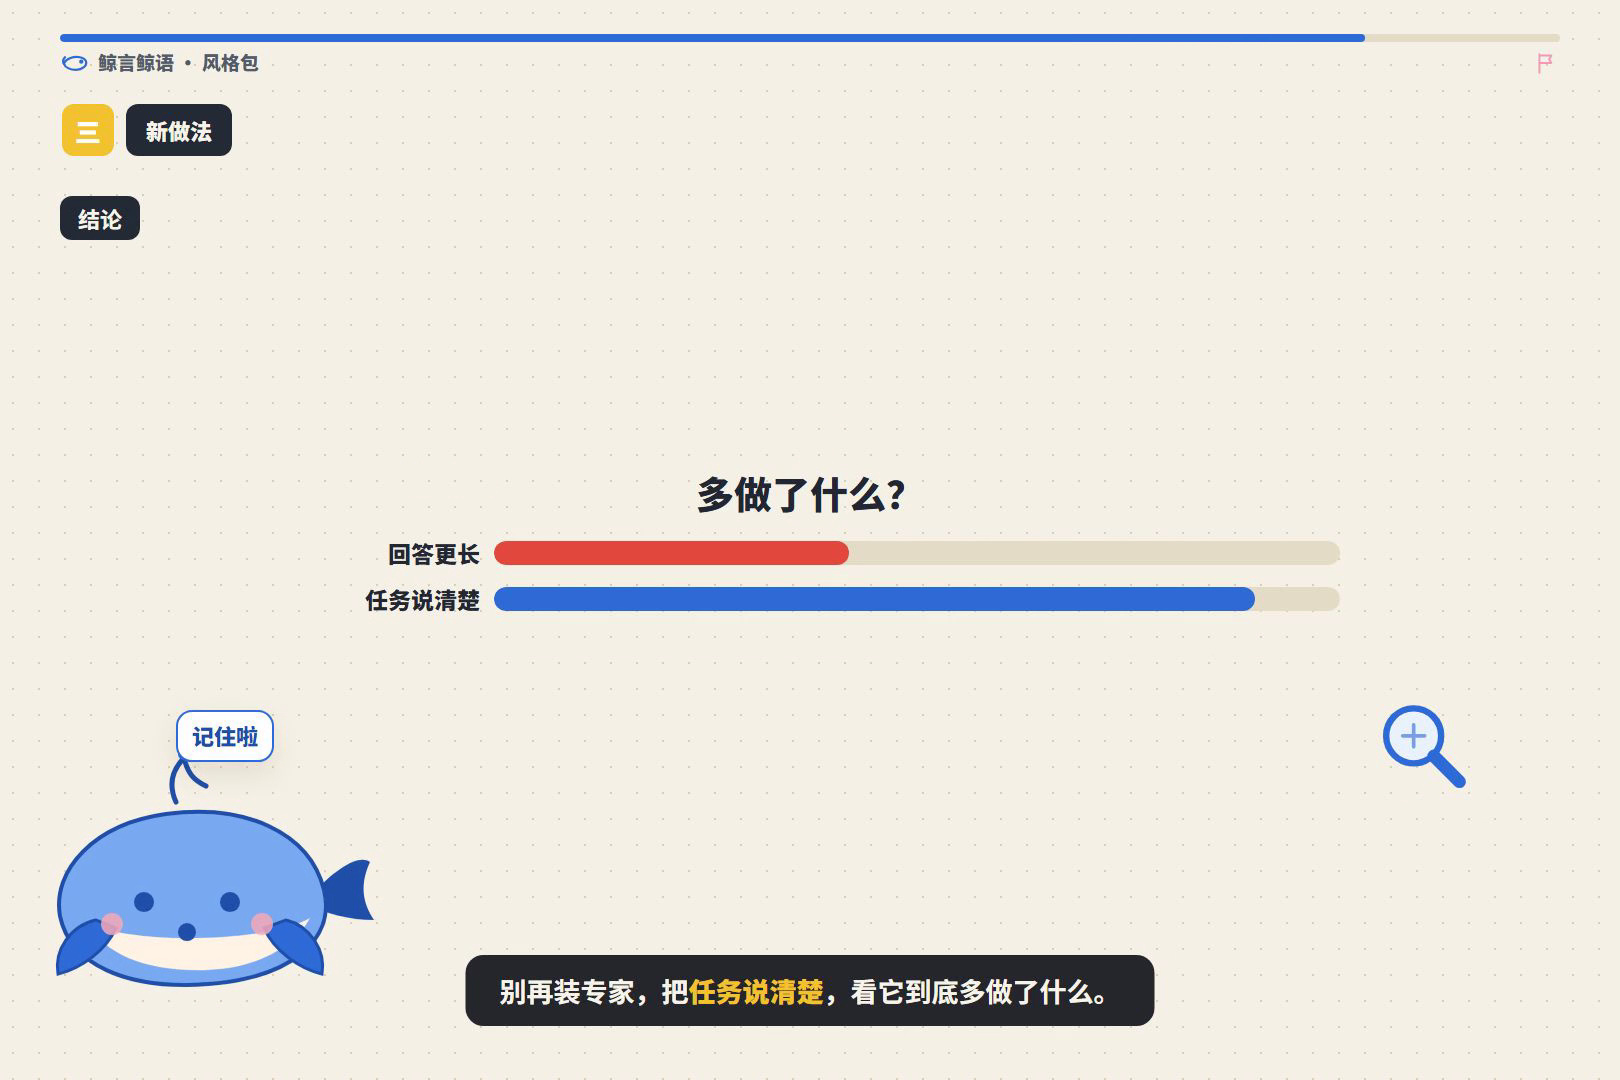 鲸言鲸语 · 风格包
三 新做法
结论
多做了什么？
回答更长
任务说清楚
记住啦
别再装专家，把任务说清楚，看它到底多做了什么。